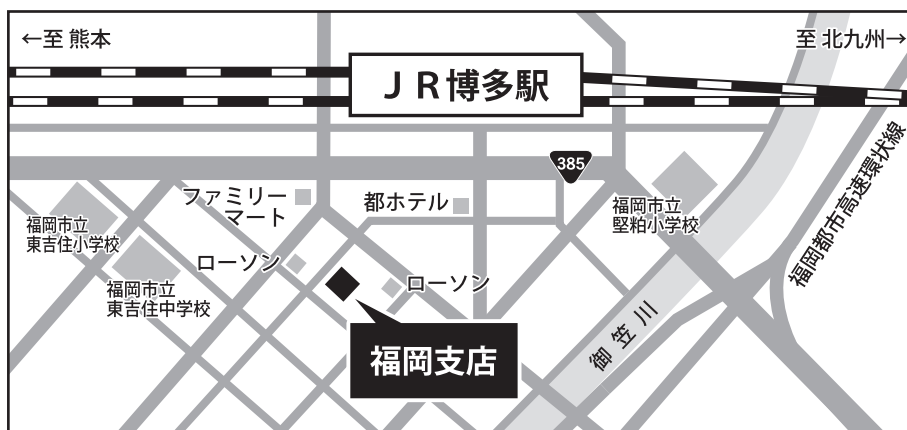 ←至 熊本
至 北九州→
ＪＲ博多駅
385
ファミリー
マート
都ホテル
福岡市立
東吉住小学校
福岡市立
堅粕小学校
福岡都市高速環状線
ローソン
ローソン
福岡市立
東吉住中学校
御笠川
福岡支店